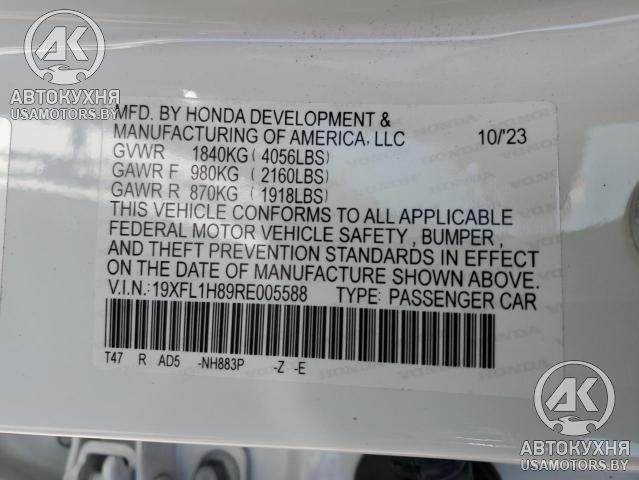 AK
АВТОКУХНЯ
USAMOTORS.BY
MFD. BY HONDA DEVELOPMENT &
MANUFACTURING OF AMERICA, LLC 10/'23
GVWR 1840KG ( 4056LBS)
GAWR F 980KG ( 2160LBS)
GAWR R 870KG ( 1918LBS)
THIS VEHICLE CONFORMS TO ALL APPLICABLE
FEDERAL MOTOR VEHICLE SAFETY , BUMPER ,
AND THEFT PREVENTION STANDARDS IN EFFECT
ON THE DATE OF MANUFACTURE SHOWN ABOVE.
V.I.N.:19XFL1H89RE005588 TYPE: PASSENGER CAR
T47 R AD5 -NH883P -Z -E
AK
АВТОКУХНЯ
USAMOTORS.BY